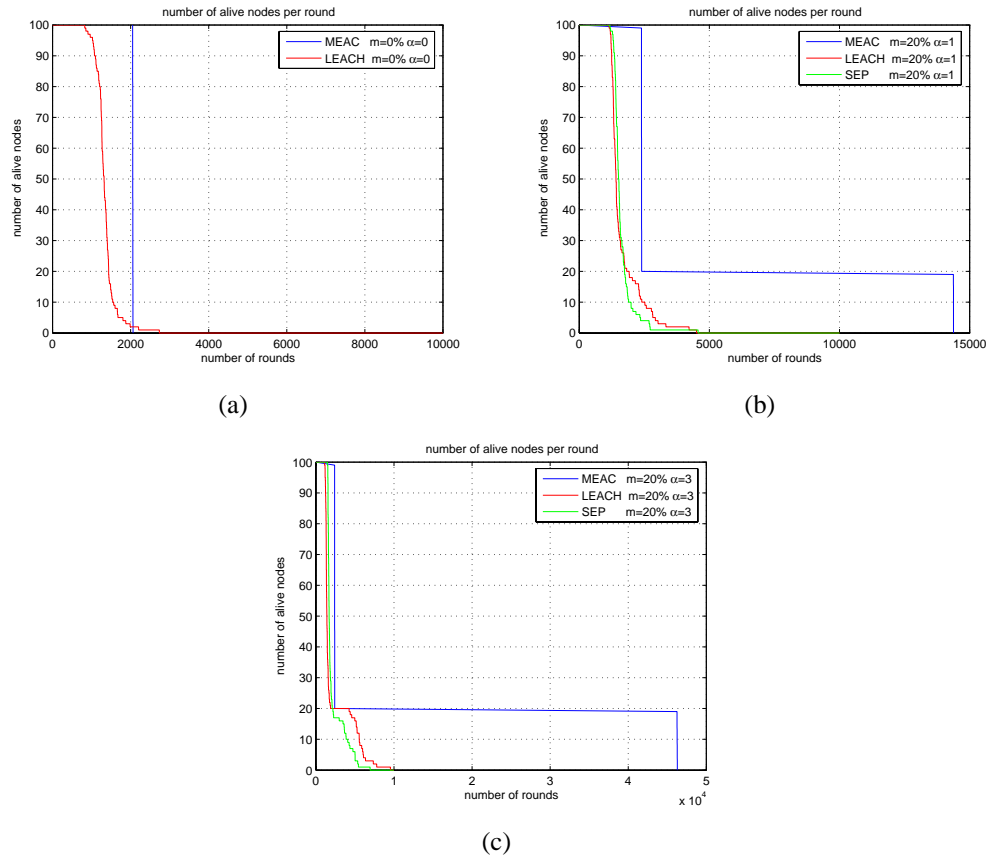 number of alive nodes per round
100
90
80
70
60
50
40
30
20
10
0
number of alive nodes
MEAC m=0% α=0
LEACH m=0% α=0
0
2000
4000
6000
8000
10000
number of rounds
(a)
number of alive nodes per round
100
90
80
70
60
50
40
30
20
10
0
number of alive nodes
MEAC m=20% α=1
LEACH m=20% α=1
SEP m=20% α=1
0
5000
10000
15000
number of rounds
(b)
number of alive nodes per round
100
90
80
70
60
50
40
30
20
10
0
number of alive nodes
MEAC m=20% α=3
LEACH m=20% α=3
SEP m=20% α=3
0
1
2
3
4
5
x 10⁴
number of rounds
(c)